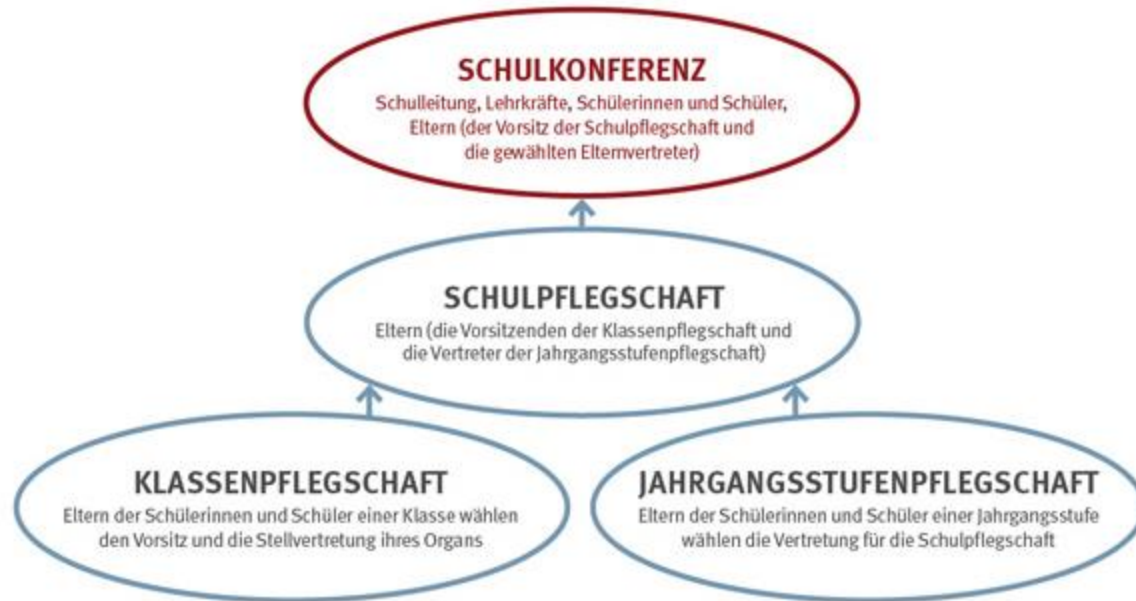 SCHULKONFERENZ
Schulleitung, Lehrkräfte, Schülerinnen und Schüler,
Eltern (der Vorsitz der Schulpflegschaft und
die gewählten Elternvertreter)
SCHULPFLEGSCHAFT
Eltern (die Vorsitzenden der Klassenpflegschaft und
die Vertreter der Jahrgangsstufenpflegschaft)
KLASSENPFLEGSCHAFT
Eltern der Schülerinnen und Schüler einer Klasse wählen
den Vorsitz und die Stellvertretung ihres Organs
JAHRGANGSSTUFENPFLEGSCHAFT
Eltern der Schülerinnen und Schüler einer Jahrgangsstufe
wählen die Vertretung für die Schulpflegschaft